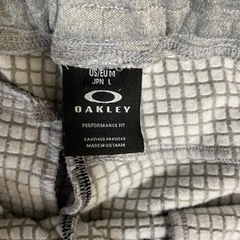 US/EU M
JPN L
OAKLEY
PERFORMANCE FIT
MADE IN VIETNAM